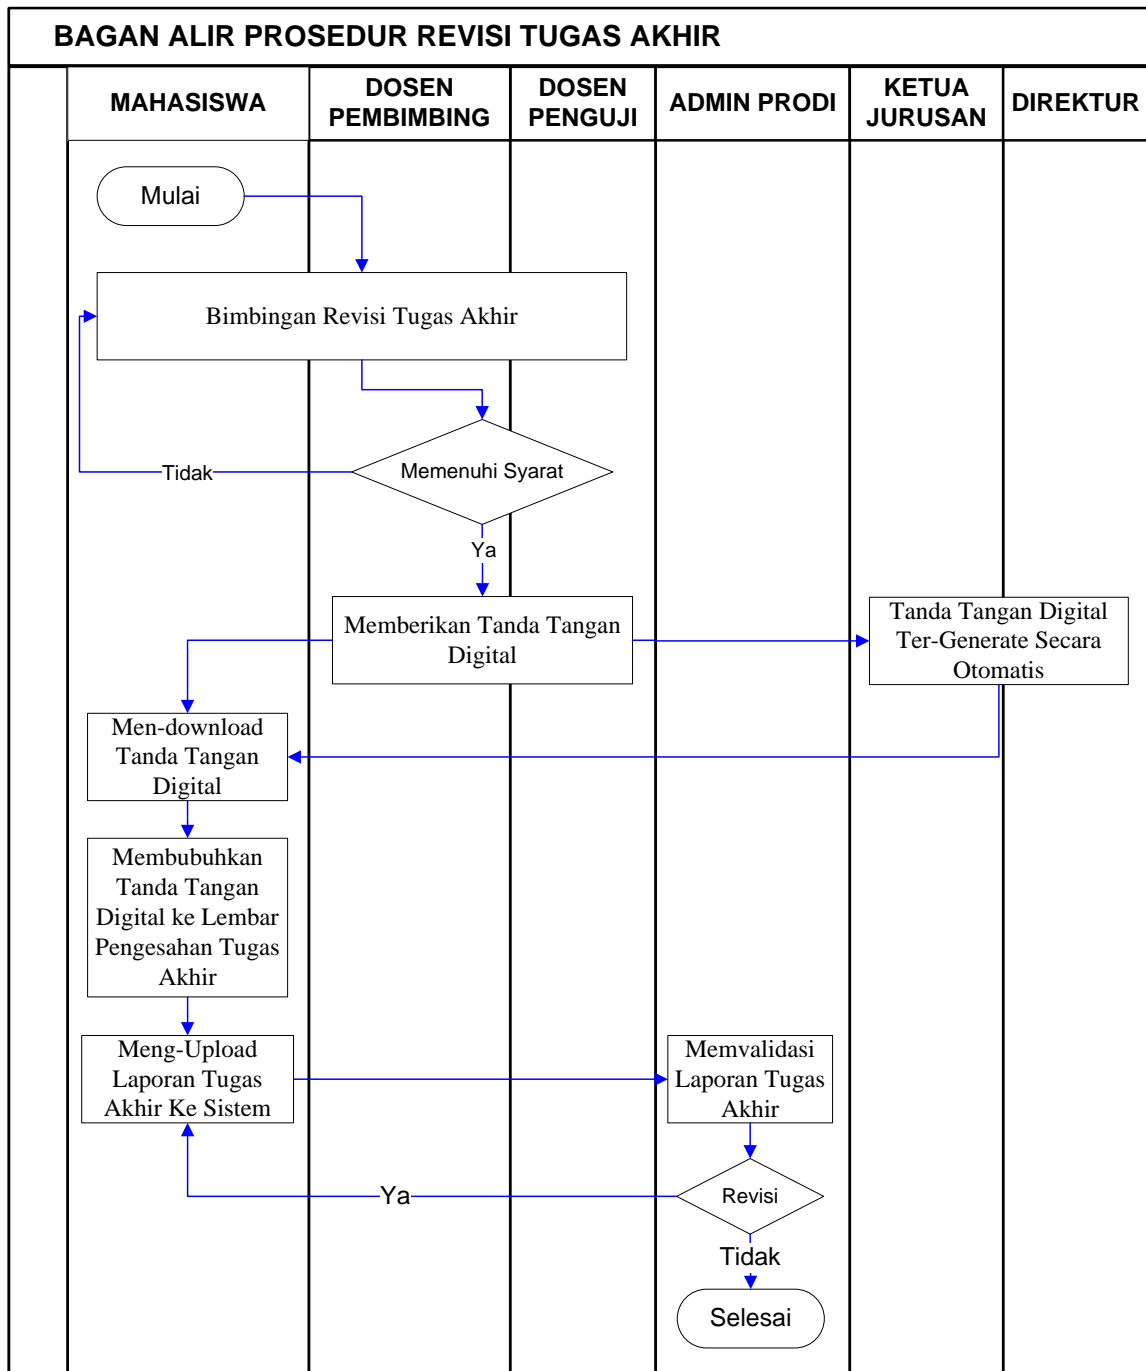 BAGAN ALIR PROSEDUR REVISI TUGAS AKHIR
MAHASISWA
DOSEN
PEMBIMBING
DOSEN
PENGUJI
ADMIN PRODI
KETUA
JURUSAN
DIREKTUR
Mulai
Bimbingan Revisi Tugas Akhir
Memenuhi Syarat
Tidak
Ya
Memberikan Tanda Tangan
Digital
Tanda Tangan Digital
Ter-Generate Secara
Otomatis
Men-download
Tanda Tangan
Digital
Membubuhkan
Tanda Tangan
Digital ke Lembar
Pengesahan Tugas
Akhir
Meng-Upload
Laporan Tugas
Akhir Ke Sistem
Memvalidasi
Laporan Tugas
Akhir
Revisi
Ya
Tidak
Selesai